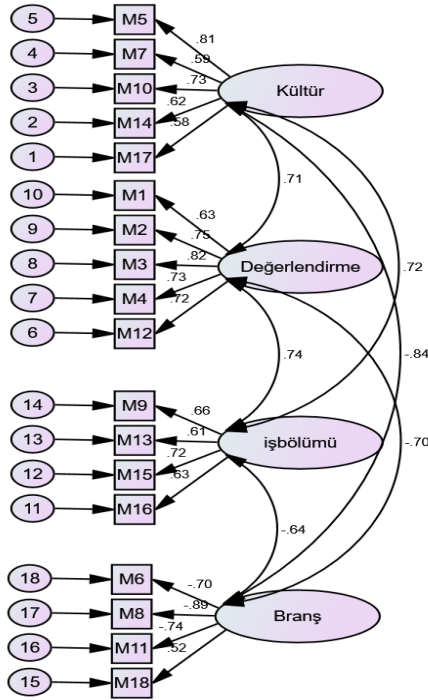 5 M5 .81
4 M7 .59
3 M10 .73 Kültür
2 M14 .62
1 M17 .58
.71
10 M1 .63
9 M2 .75
8 M3 .82 Değerlendirme .72
7 M4 .73
6 M12 .72
.74 -.84
14 M9 .66
13 M13 .61 işbölümü -.70
12 M15 .72
11 M16 .63
-.64
18 M6 -.70
17 M8 -.89 Branş
16 M11 -.74
15 M18 .52